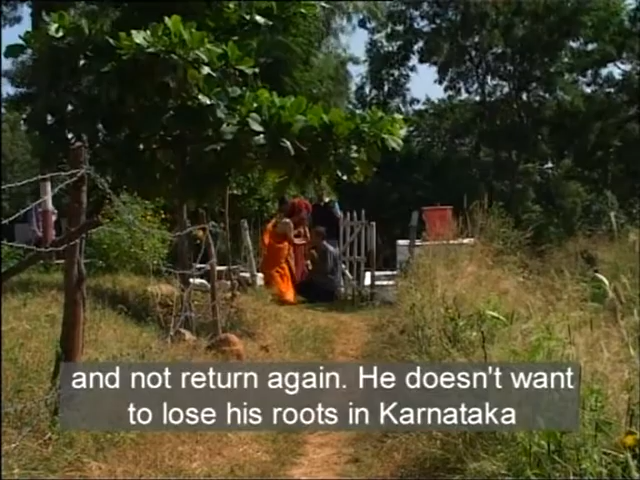 and not return again. He doesn't want
to lose his roots in Karnataka